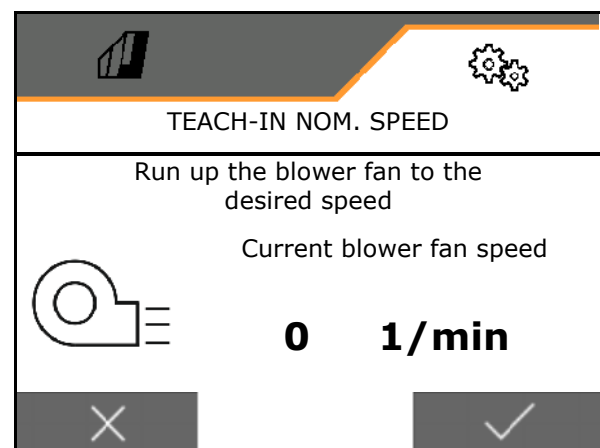 TEACH-IN NOM. SPEED
Run up the blower fan to the
desired speed
Current blower fan speed
0 1/min